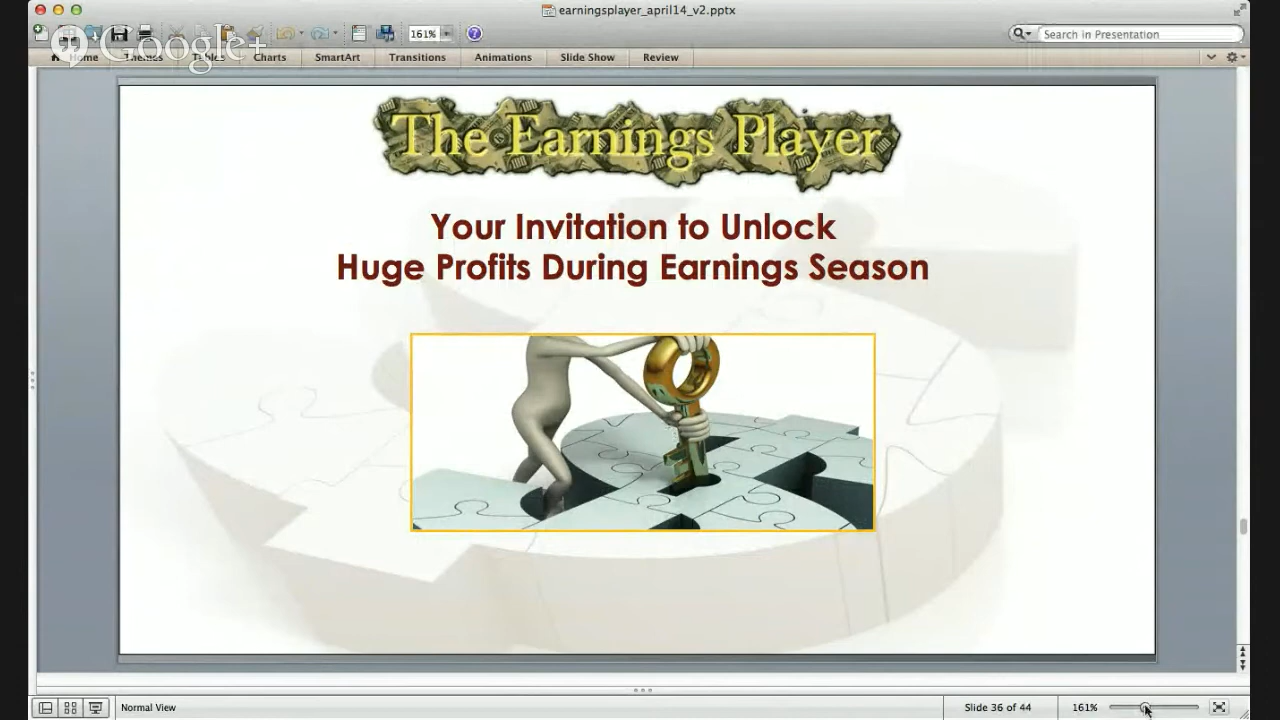 earningsplayer_april14_v2.pptx
161%
Search in Presentation
Google+
Home
Themes
Tables
Charts
SmartArt
Transitions
Animations
Slide Show
Review
The Earnings Player
Your Invitation to Unlock
Huge Profits During Earnings Season
Normal View
Slide 36 of 44
161%